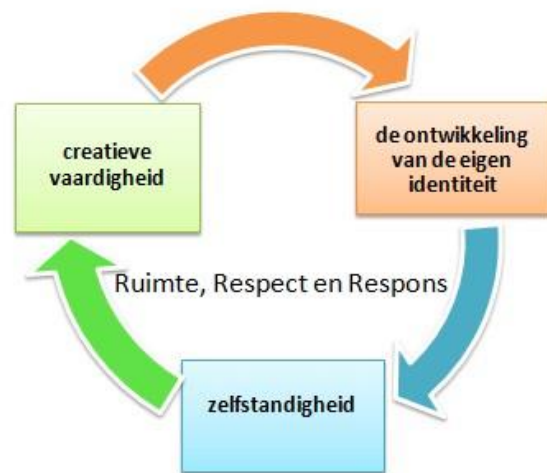 creatieve
vaardigheid
de ontwikkeling
van de eigen
identiteit
Ruimte, Respect en Respons
zelfstandigheid